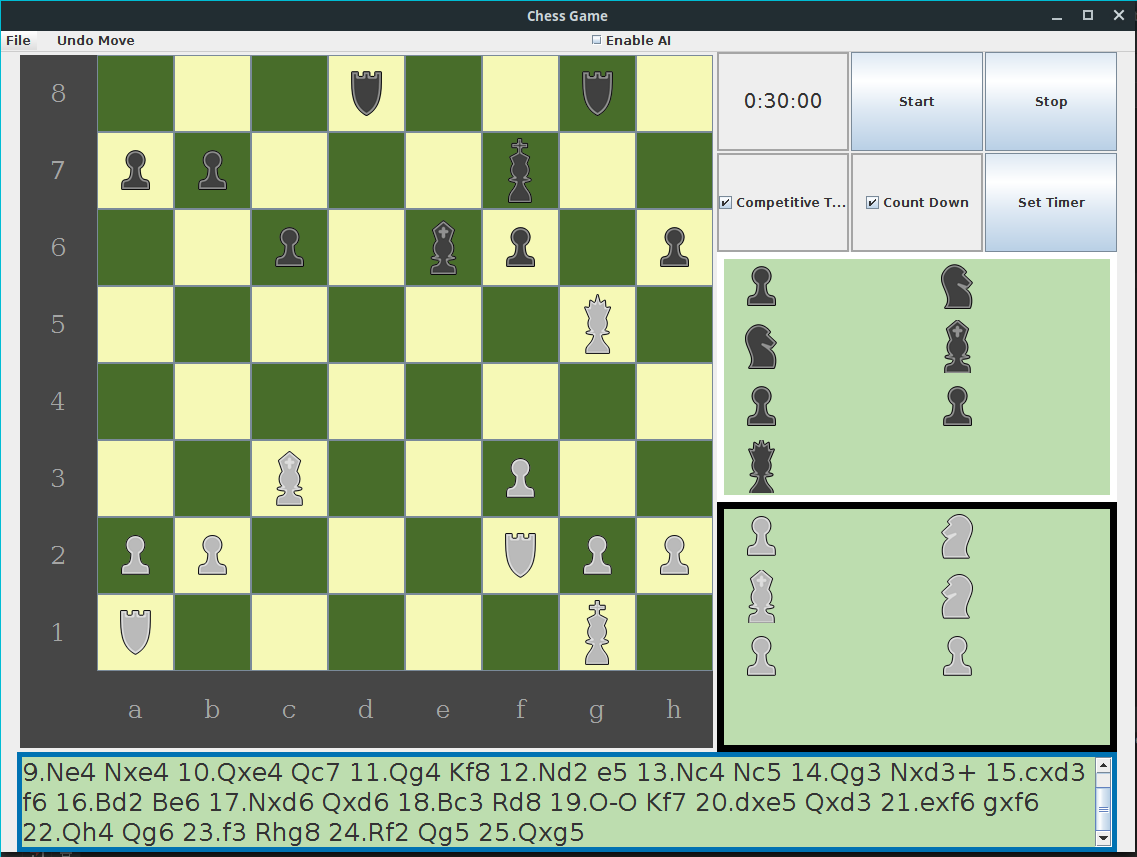 Chess Game
File Undo Move Enable AI
0:30:00 Start Stop
Competitive T... Count Down Set Timer
8
7
6
5
4
3
2
1
a b c d e f g h
9.Ne4 Nxe4 10.Qxe4 Qc7 11.Qg4 Kf8 12.Nd2 e5 13.Nc4 Nc5 14.Qg3 Nxd3+ 15.cxd3
f6 16.Bd2 Be6 17.Nxd6 Qxd6 18.Bc3 Rd8 19.O-O Kf7 20.dxe5 Qxd3 21.exf6 gxf6
22.Qh4 Qg6 23.f3 Rhg8 24.Rf2 Qg5 25.Qxg5